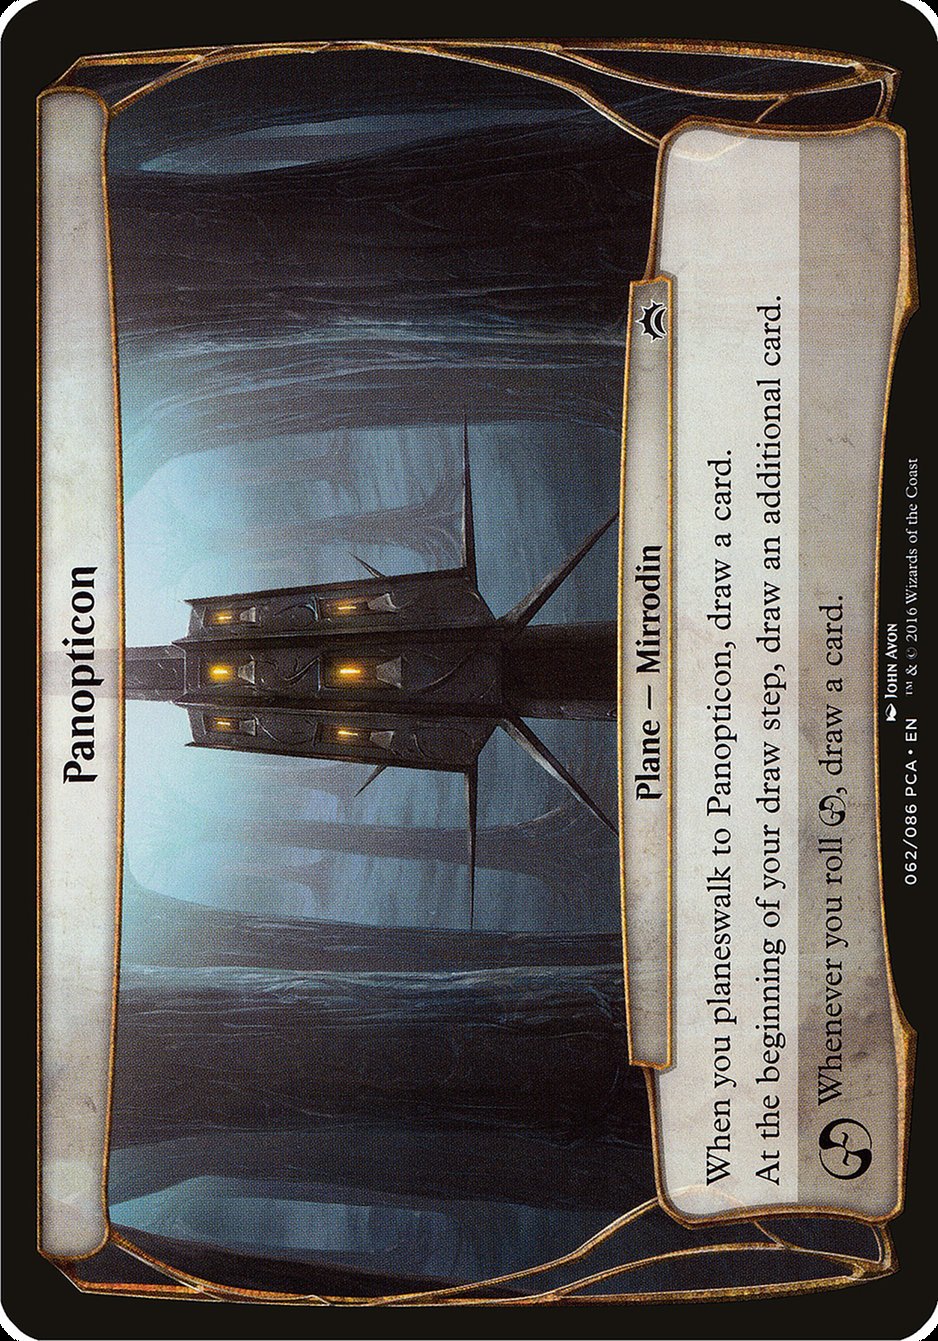 Panopticon
Plane — Mirrodin
When you planeswalk to Panopticon, draw a card.
At the beginning of your draw step, draw an additional card.
Whenever you roll , draw a card.
JOHN AVON
062/086 PCA • EN ™ & © 2016 Wizards of the Coast